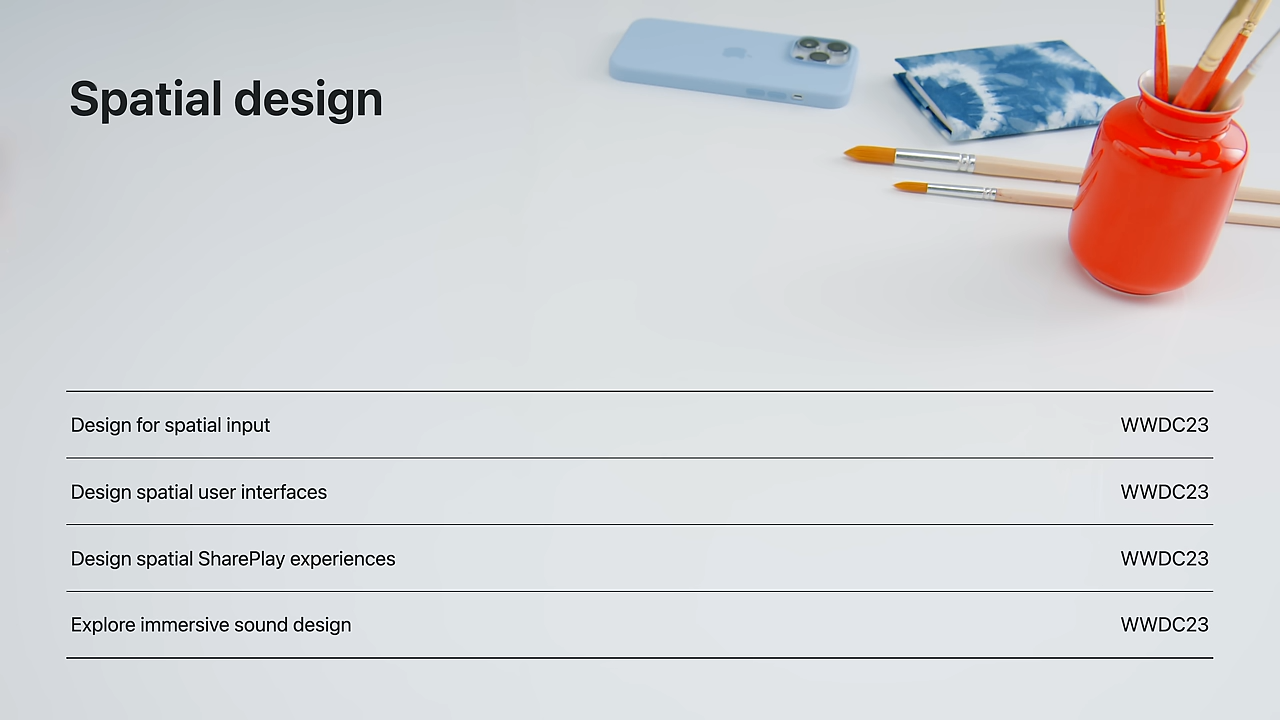 Spatial design
Design for spatial input WWDC23
Design spatial user interfaces WWDC23
Design spatial SharePlay experiences WWDC23
Explore immersive sound design WWDC23